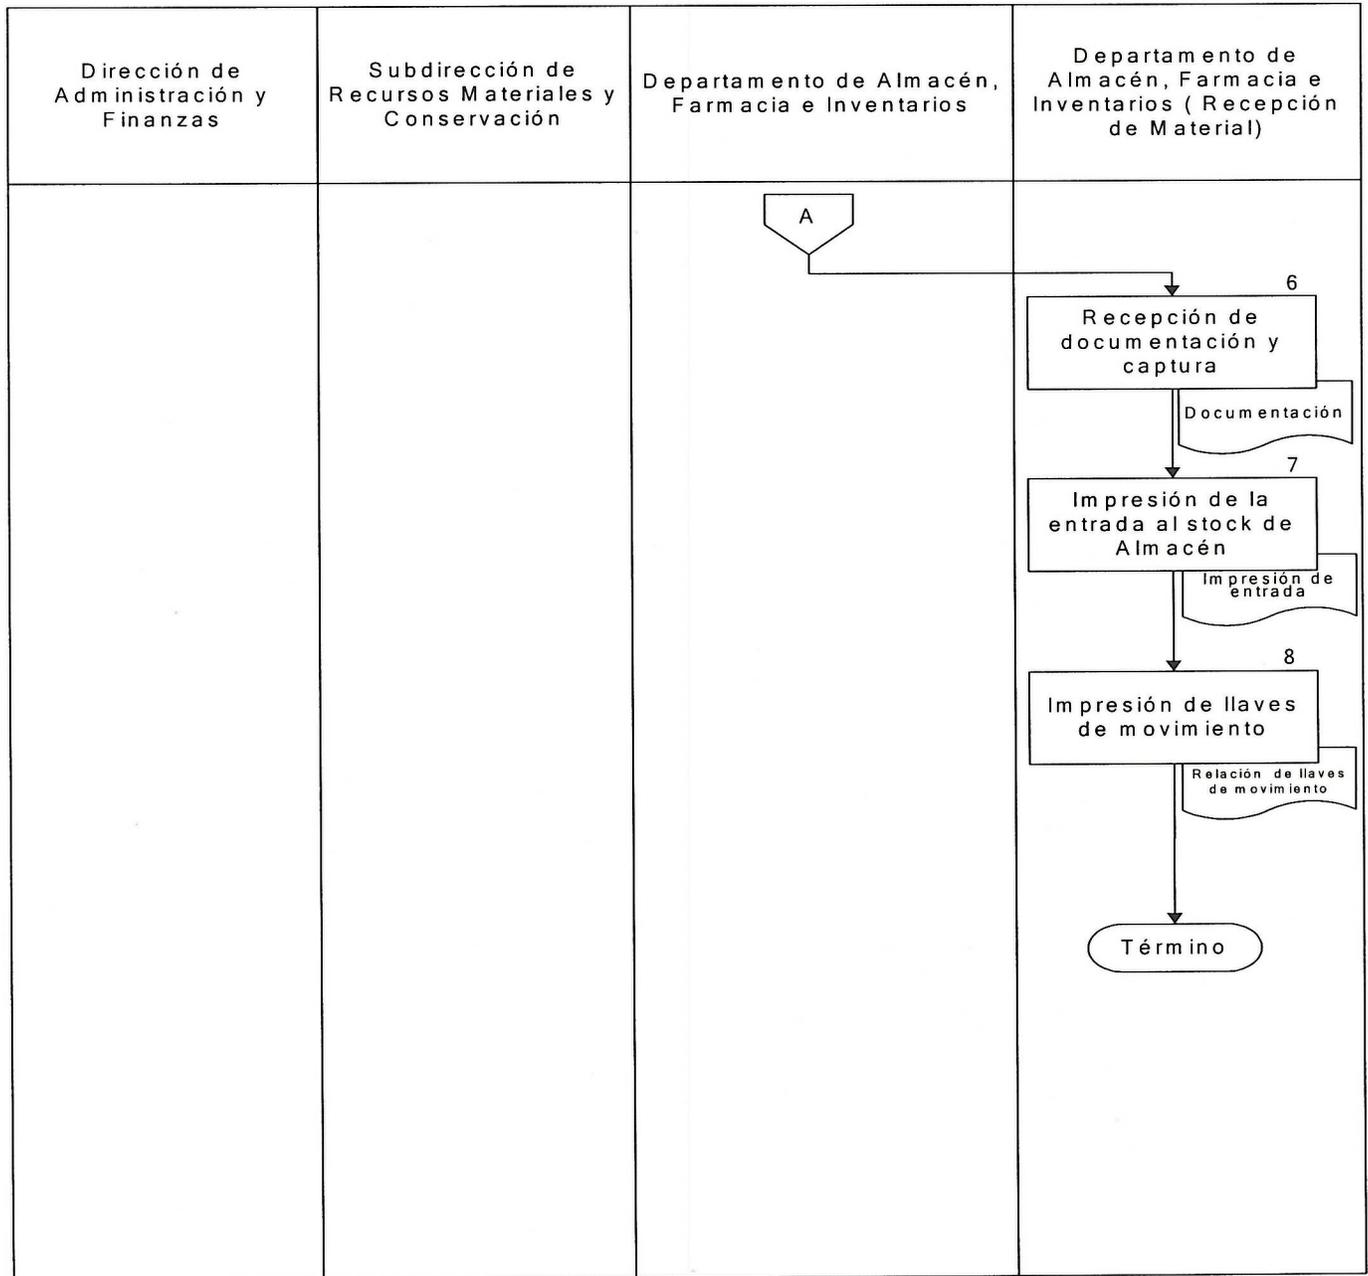 Dirección de
Administración y
Finanzas
Subdirección de
Recursos Materiales y
Conservación
Departamento de Almacén,
Farmacia e Inventarios
Departamento de
Almacén, Farmacia e
Inventarios ( Recepción
de Material)
A
6
Recepción de
documentación y
captura
Documentación
7
Impresión de la
entrada al stock de
Almacén
Impresión de
entrada
8
Impresión de llaves
de movimiento
Relación de llaves
de movimiento
Término